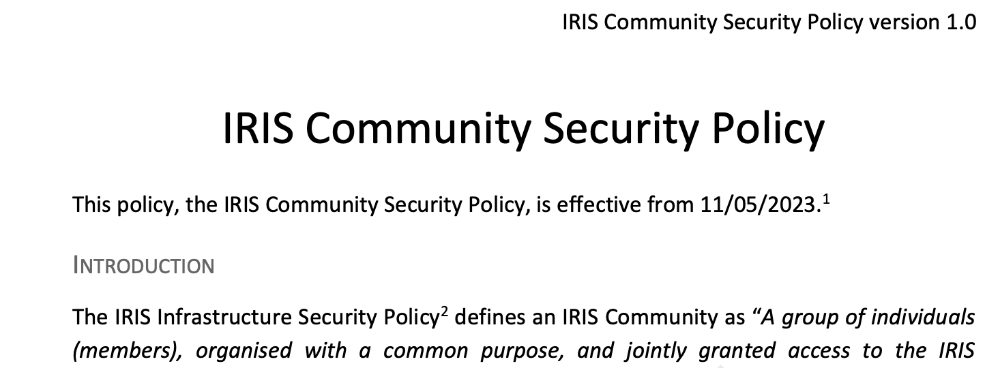 IRIS Community Security Policy version 1.0
IRIS Community Security Policy
This policy, the IRIS Community Security Policy, is effective from 11/05/2023.¹
INTRODUCTION
The IRIS Infrastructure Security Policy² defines an IRIS Community as “A group of individuals
(members), organised with a common purpose, and jointly granted access to the IRIS